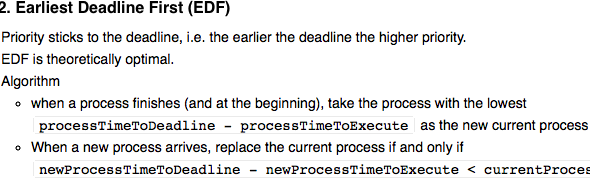 2. Earliest Deadline First (EDF)
Priority sticks to the deadline, i.e. the earlier the deadline the higher priority.
EDF is theoretically optimal.
Algorithm
when a process finishes (and at the beginning), take the process with the lowest
processTimeToDeadline - processTimeToExecute as the new current process
When a new process arrives, replace the current process if and only if
newProcessTimeToDeadline - newProcessTimeToExecute < currentProces